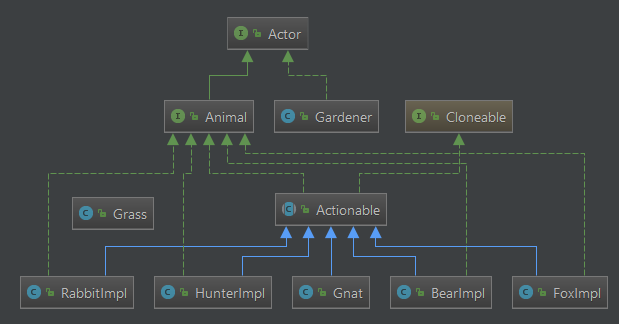 I Actor
I Animal
C Gardener
I Cloneable
C Actionable
C Grass
C RabbitImpl
C HunterImpl
C Gnat
C BearImpl
C FoxImpl